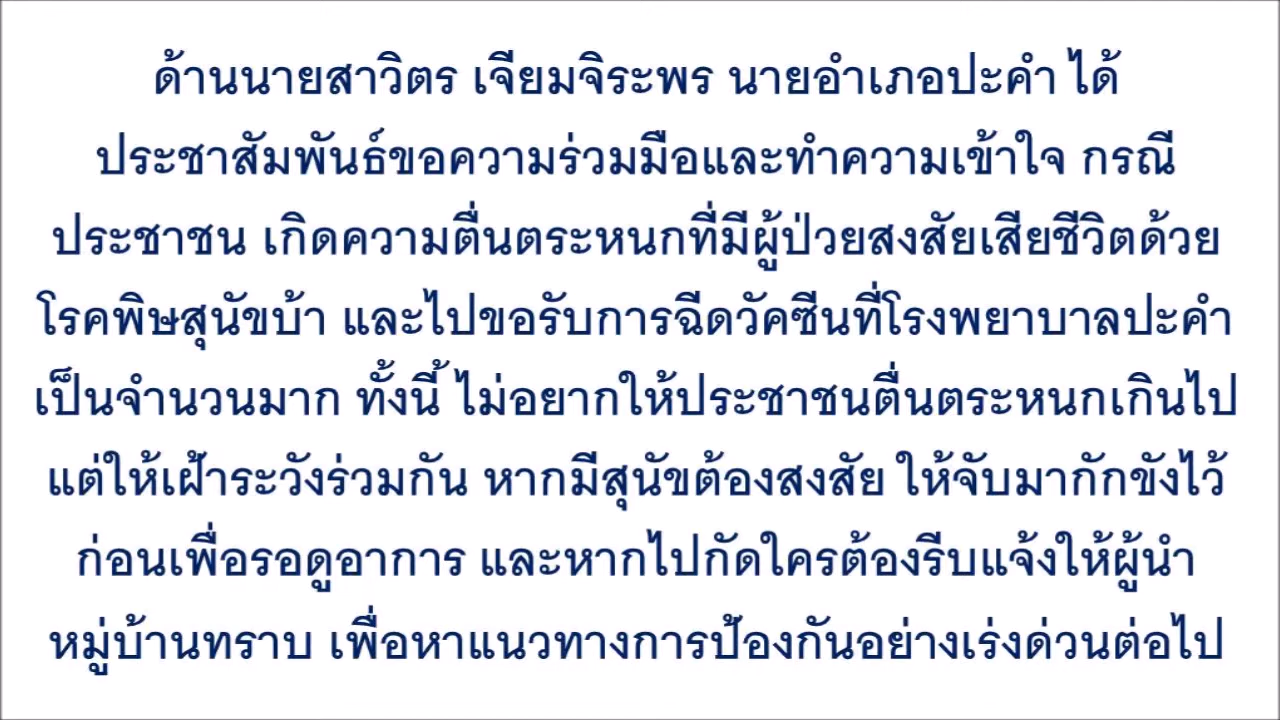 ด้านนายสาวิตร เจียมจิระพร นายอำเภอปะคำ ได้
ประชาสัมพันธ์ขอความร่วมมือและทำความเข้าใจ กรณี
ประชาชน เกิดความตื่นตระหนกที่มีผู้ป่วยสงสัยเสียชีวิตด้วย
โรคพิษสุนัขบ้า และไปขอรับการฉีดวัคซีนที่โรงพยาบาลปะคำ
เป็นจำนวนมาก ทั้งนี้ ไม่อยากให้ประชาชนตื่นตระหนกเกินไป
แต่ให้เฝ้าระวังร่วมกัน หากมีสุนัขต้องสงสัย ให้จับมากักขังไว้
ก่อนเพื่อรอดูอาการ และหากไปกัดใครต้องรีบแจ้งให้ผู้นำ
หมู่บ้านทราบ เพื่อหาแนวทางการป้องกันอย่างเร่งด่วนต่อไป